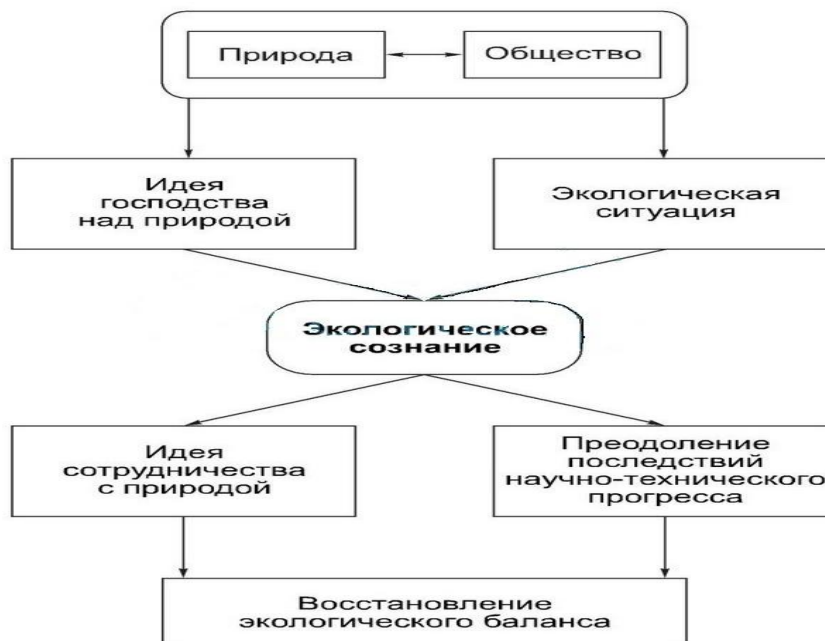 Природа
Общество
Идея
господства
над природой
Экологическая
ситуация
Экологическое
сознание
Идея
сотрудничества
с природой
Преодоление
последствий
научно-технического
прогресса
Восстановление
экологического баланса